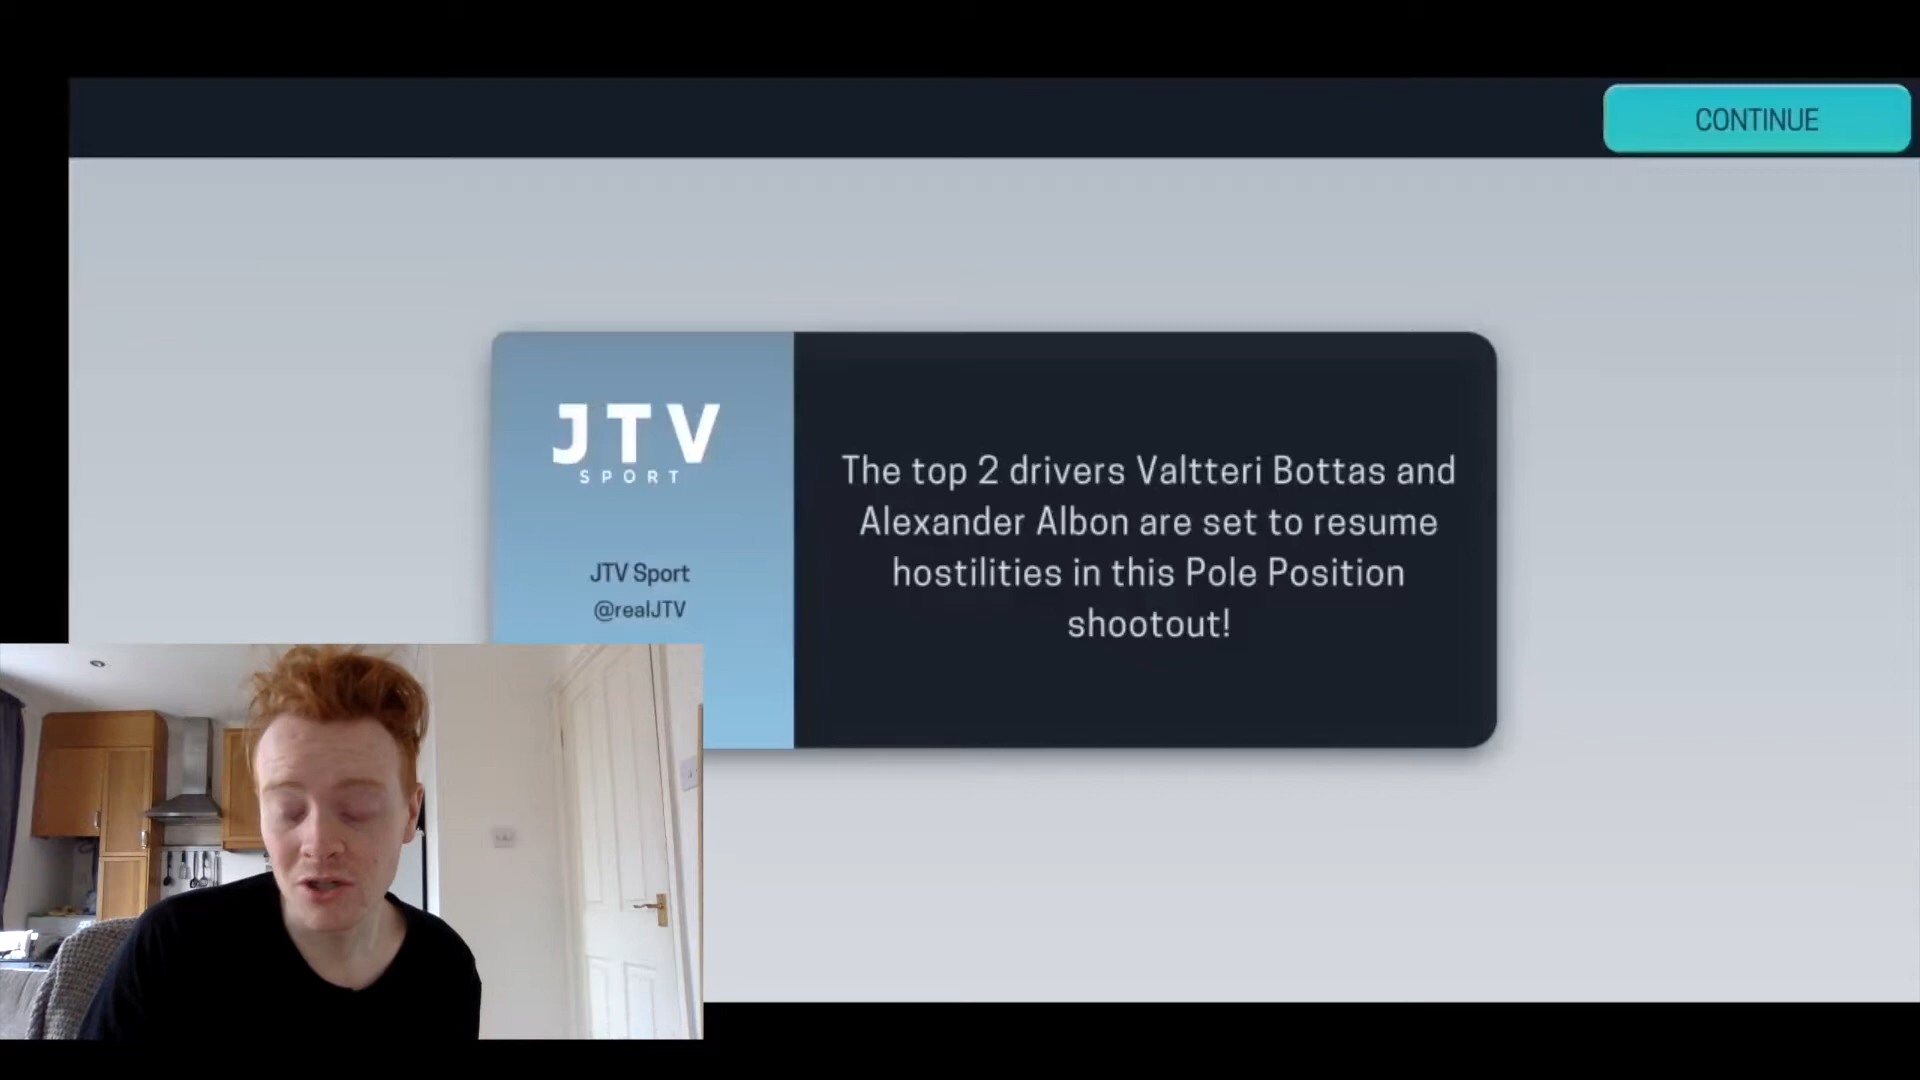 CONTINUE
JTV
SPORT
JTV Sport
@realJTV
The top 2 drivers Valtteri Bottas and
Alexander Albon are set to resume
hostilities in this Pole Position
shootout!